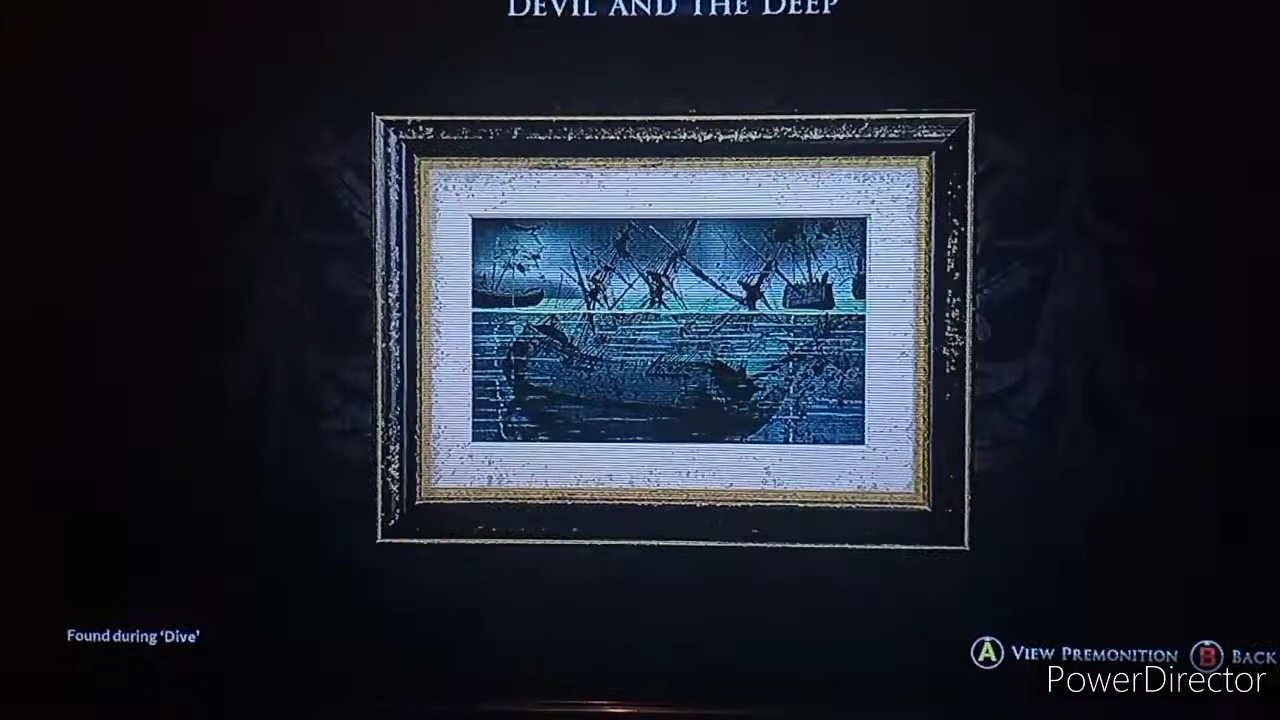 DEVIL AND THE DEEP
Found during 'Dive'
A VIEW PREMONITION B BACK
PowerDirector